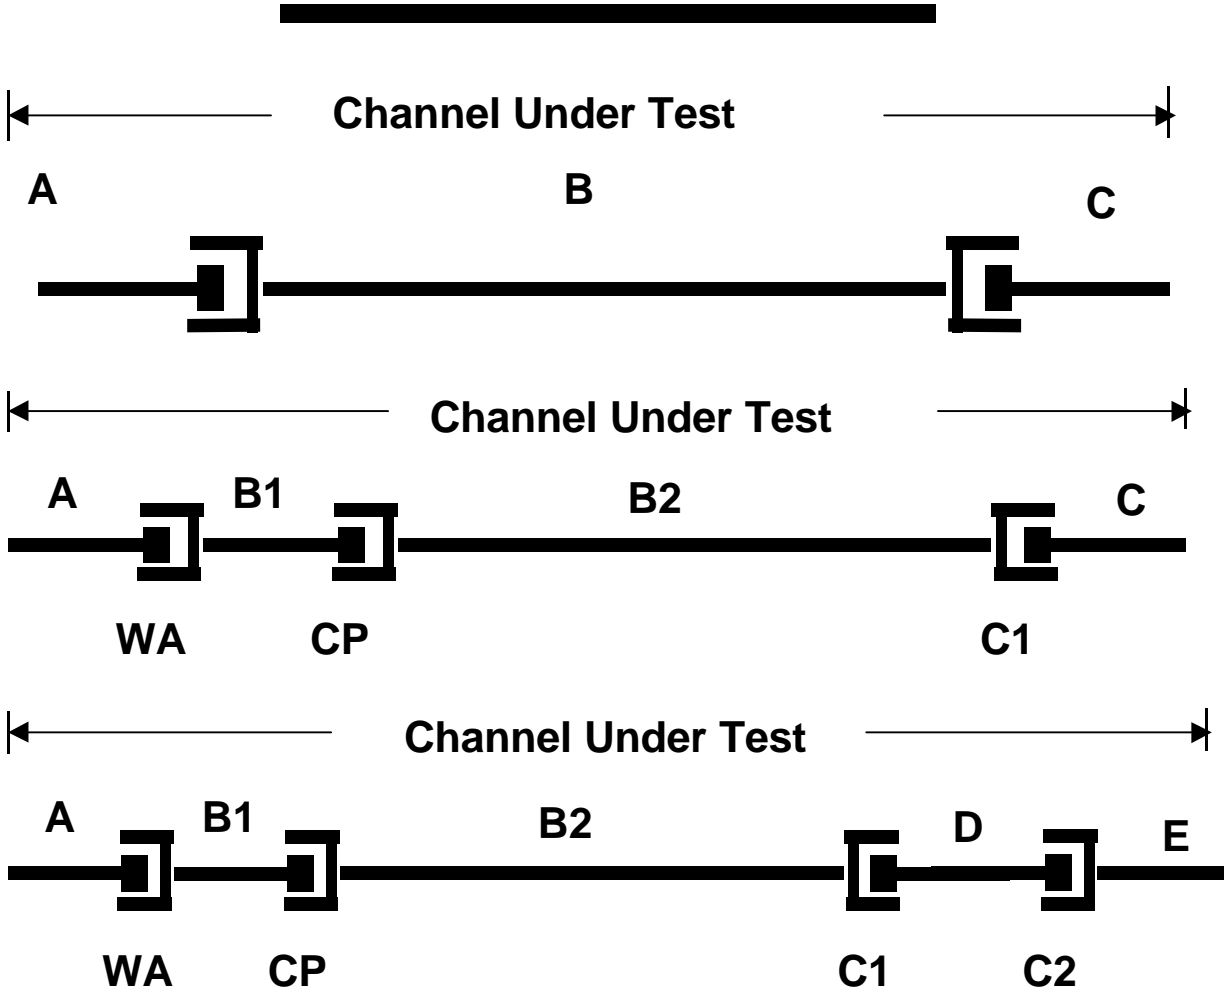 Channel Under Test
A B C
Channel Under Test
A B1 B2 C
WA CP C1
Channel Under Test
A B1 B2 D E
WA CP C1 C2